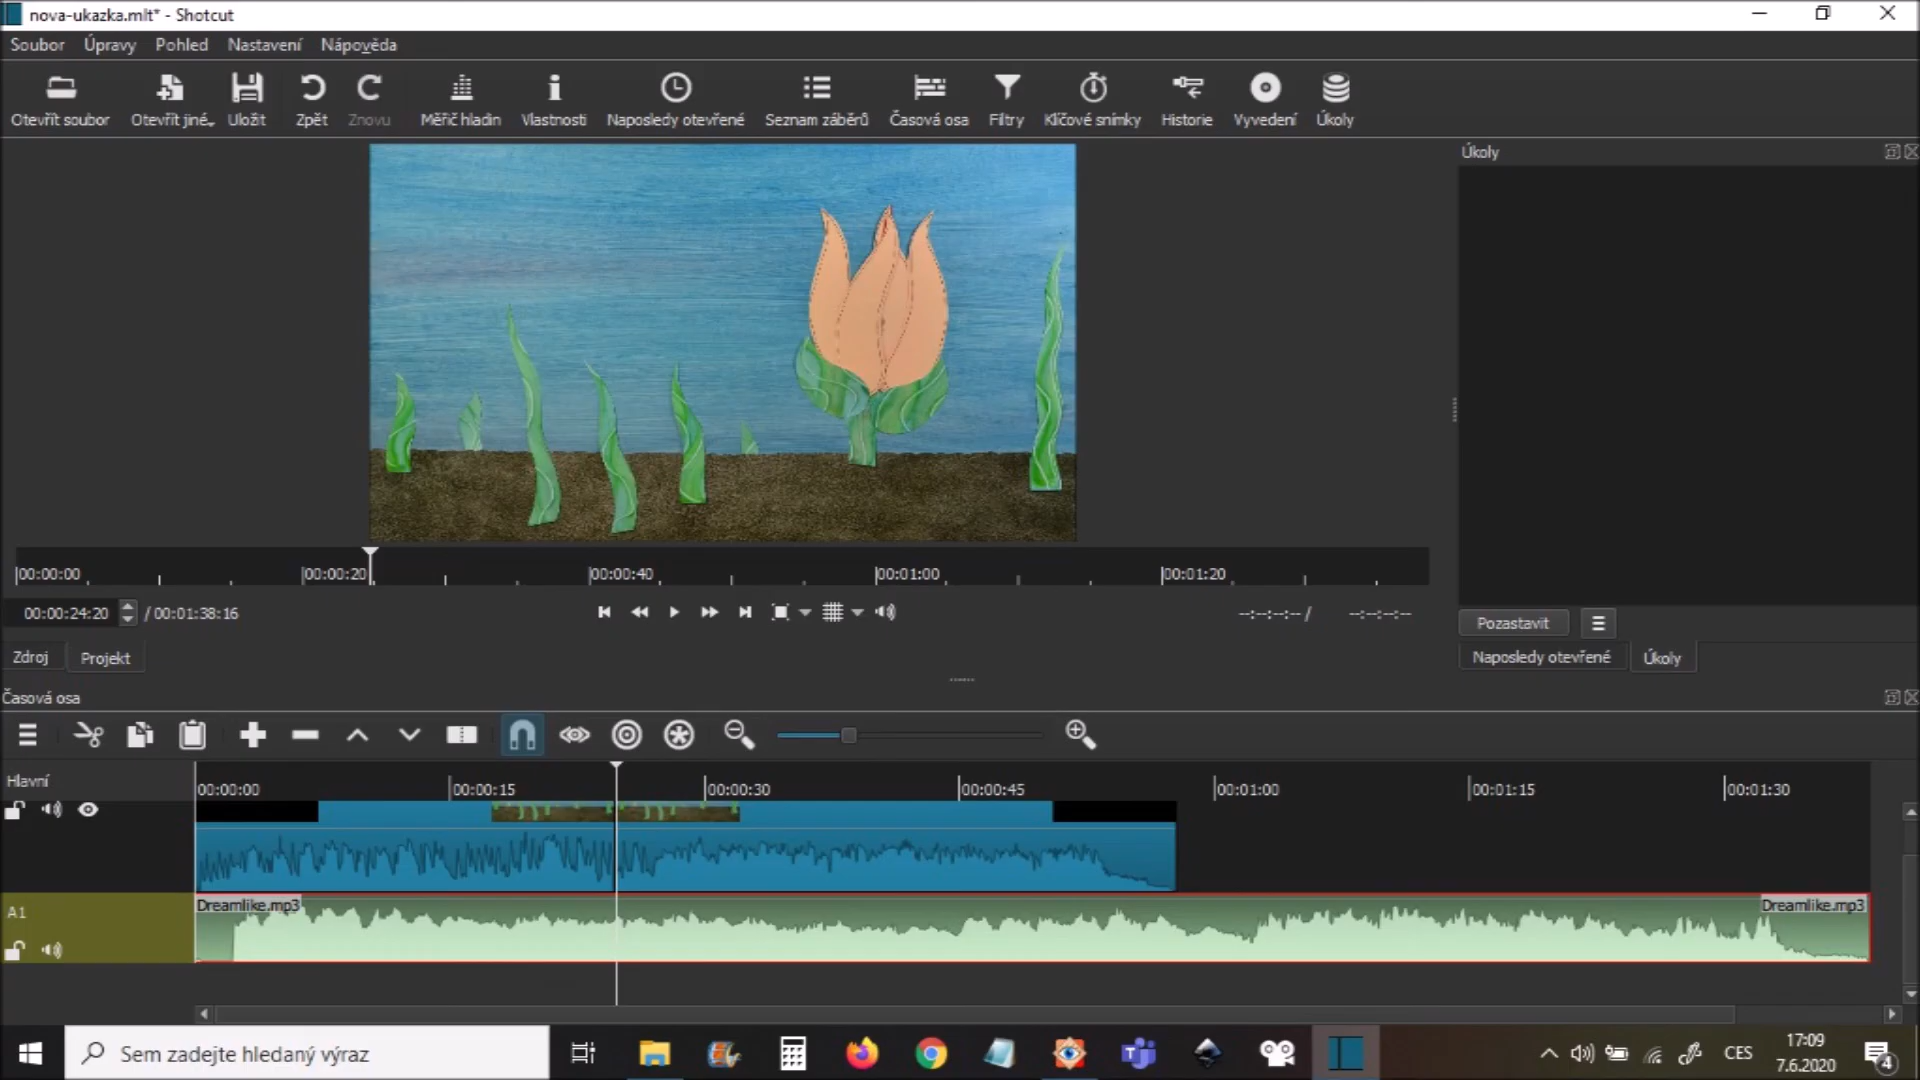 nova-ukazka.mlt* - Shotcut
Soubor Úpravy Pohled Nastavení Nápověda
Otevřít soubor Otevřít jiné... Uložit Zpět Znovu Měřič hladin Vlastnosti Naposledy otevřené Seznam záběrů Časová osa Filtry Klíčové snímky Historie Vyvedení Úkoly
Úkoly
00:00:00 00:00:20 00:00:40 00:01:00 00:01:20
00:00:24:20 / 00:01:38:16 --:--:--:-- / --:--:--:--
Pozastavit
Zdroj Projekt
Naposledy otevřené Úkoly
Časová osa
Hlavní
00:00:00 00:00:15 00:00:30 00:00:45 00:01:00 00:01:15 00:01:30
A1
Dreamlike.mp3 Dreamlike.mp3
Sem zadejte hledaný výraz
CES
17:09
7.6.2020
4